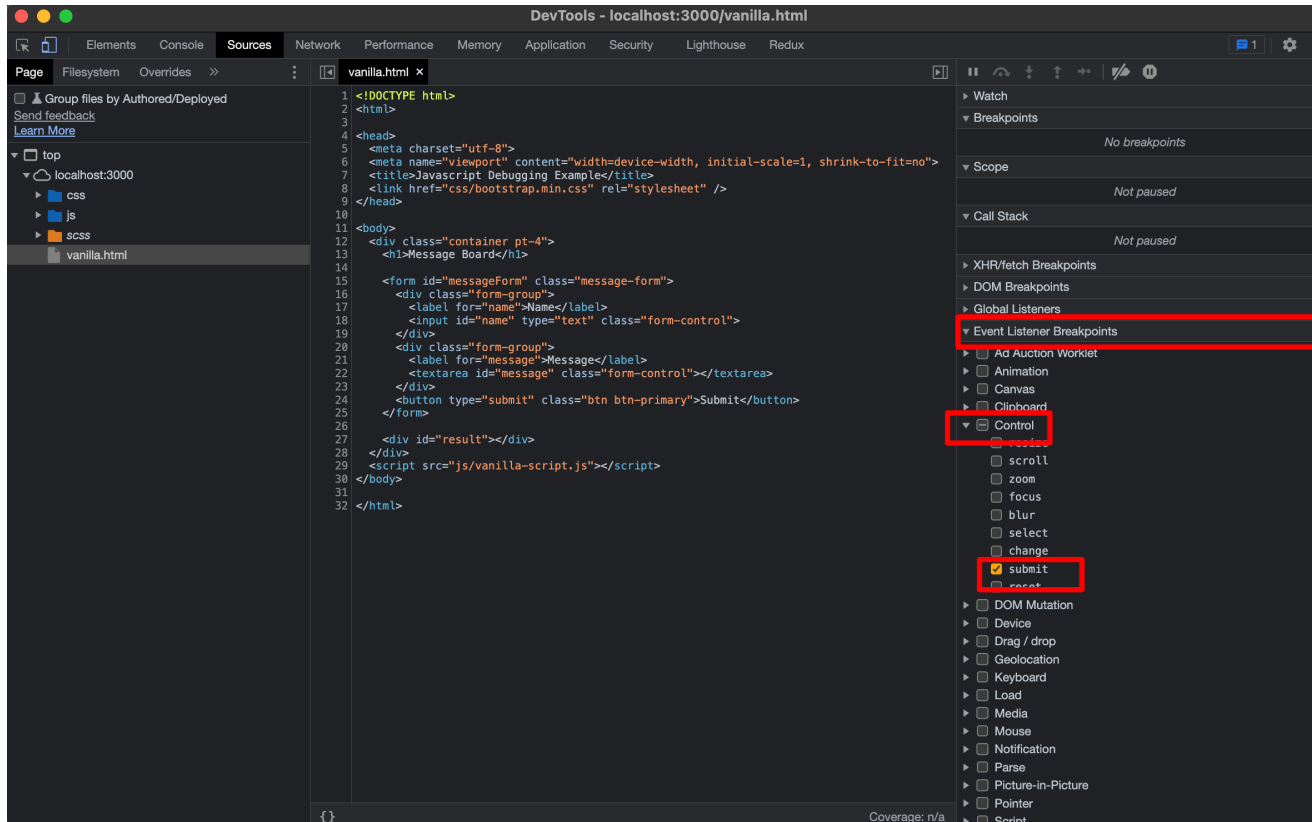 DevTools - localhost:3000/vanilla.html
Elements Console Sources Network Performance Memory Application Security Lighthouse Redux 1
Page Filesystem Overrides »
vanilla.html ×
Group files by Authored/Deployed
Send feedback
Learn More
top
localhost:3000
css
js
scss
vanilla.html
1 <!DOCTYPE html>
2 <html>
3
4 <head>
5 <meta charset="utf-8">
6 <meta name="viewport" content="width=device-width, initial-scale=1, shrink-to-fit=no">
7 <title>Javascript Debugging Example</title>
8 <link href="css/bootstrap.min.css" rel="stylesheet" />
9 </head>
10
11 <body>
12 <div class="container pt-4">
13 <h1>Message Board</h1>
14
15 <form id="messageForm" class="message-form">
16 <div class="form-group">
17 <label for="name">Name</label>
18 <input id="name" type="text" class="form-control">
19 </div>
20 <div class="form-group">
21 <label for="message">Message</label>
22 <textarea id="message" class="form-control"></textarea>
23 </div>
24 <button type="submit" class="btn btn-primary">Submit</button>
25 </form>
26
27 <div id="result"></div>
28 </div>
29 <script src="js/vanilla-script.js"></script>
30 </body>
31
32 </html>
{ }
Coverage: n/a
Watch
Breakpoints
No breakpoints
Scope
Not paused
Call Stack
Not paused
XHR/fetch Breakpoints
DOM Breakpoints
Global Listeners
Event Listener Breakpoints
Ad Auction Worklet
Animation
Canvas
Clipboard
Control
scroll
zoom
focus
blur
select
change
submit
reset
DOM Mutation
Device
Drag / drop
Geolocation
Keyboard
Load
Media
Mouse
Notification
Parse
Picture-in-Picture
Pointer
Script